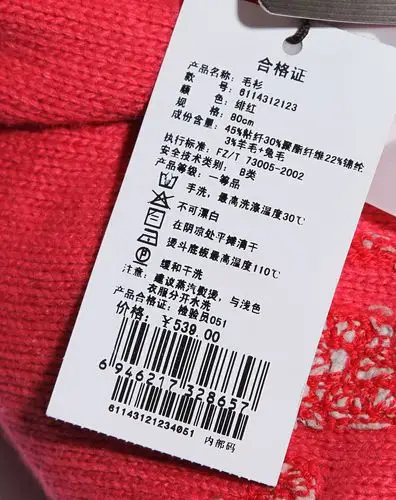 合格证
产品名称: 毛衫
款 号: 6114312123
颜 色: 绯红
规 格: 80cm
成份含量: 45%粘纤30%聚酯纤维22%锦纶
3%羊毛+兔毛
执行标准: FZ/T 73005-2002
安全技术类别: B类
产品等级: 一等品
手洗, 最高洗涤温度30℃
不可漂白
在阴凉处平摊滴干
熨斗底板最高温度110℃
缓和干洗
注意: 建议蒸汽熨烫, 与浅色
衣服分开水洗
产品合格证: 检验员051
价格: ¥539.00
6 946217 328657
61143121234051
内部码